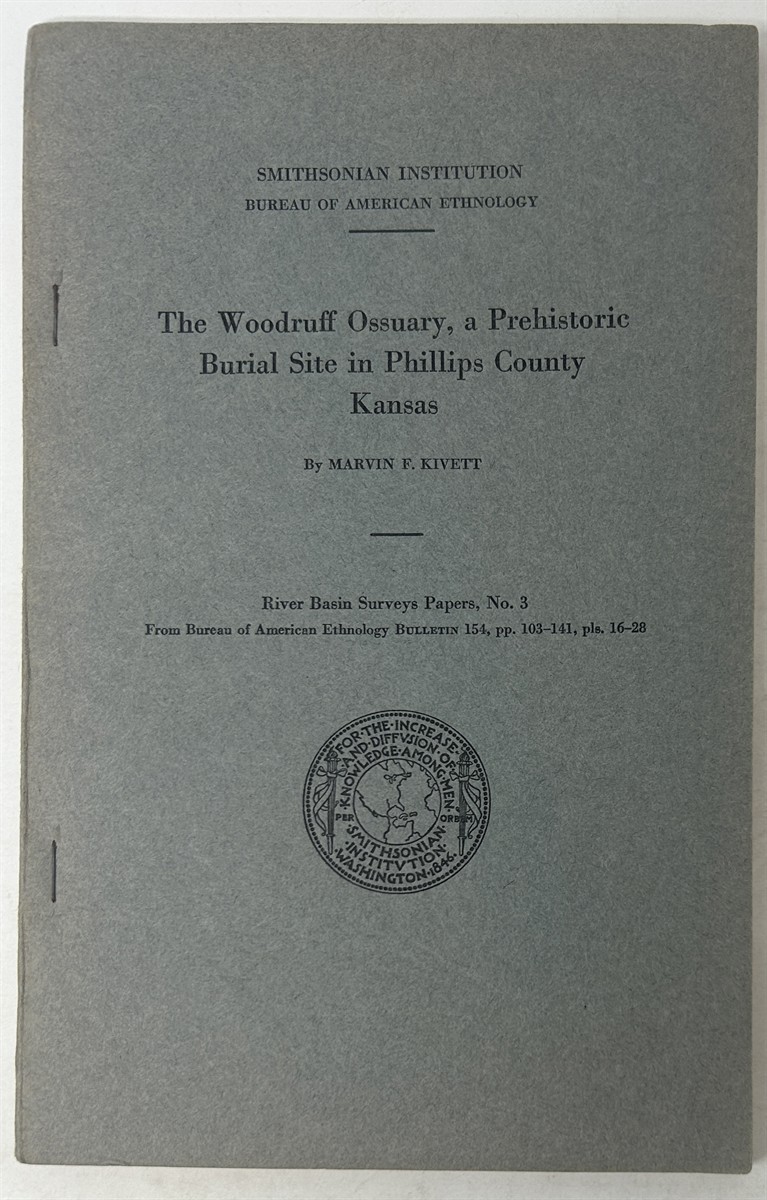 SMITHSONIAN INSTITUTION
BUREAU OF AMERICAN ETHNOLOGY
The Woodruff Ossuary, a Prehistoric
Burial Site in Phillips County
Kansas
By MARVIN F. KIVETT
River Basin Surveys Papers, No. 3
From Bureau of American Ethnology BULLETIN 154, pp. 103–141, pls. 16–28
FOR·THE·INCREASE·
AND·DIFFVSION·OF·
KNOWLEDGE·AMONG·MEN·
PER ORBEM
·SMITHSONIAN·
·INSTITVTION·
·WASHINGTON·1846·